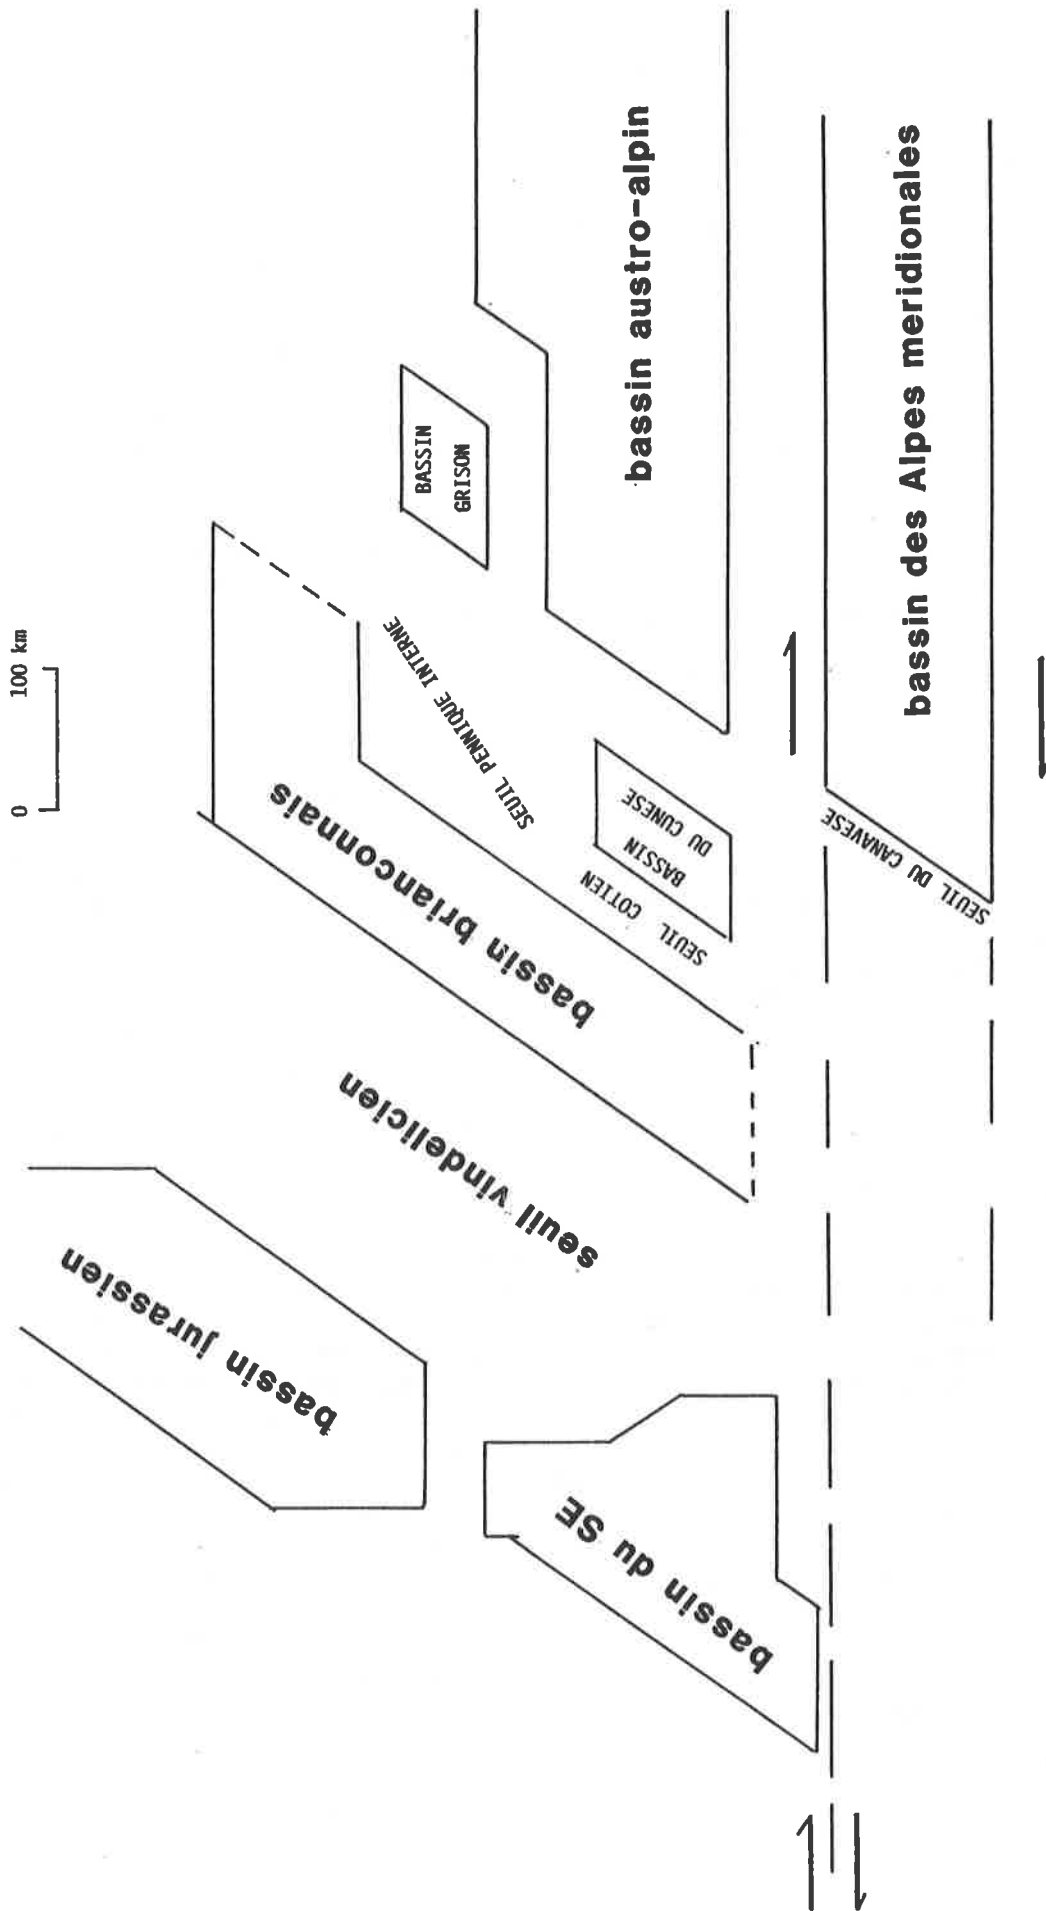 0 100 km
bassin jurassien
bassin du SE
seuil vindelicien
bassin brianconnais
SEUIL PENNIQUE INTERNE
SEUIL COTIEN
BASSIN
DU CUNESE
BASSIN
GRISON
bassin austro-alpin
SEUIL DU CANAVESE
bassin des Alpes meridionales